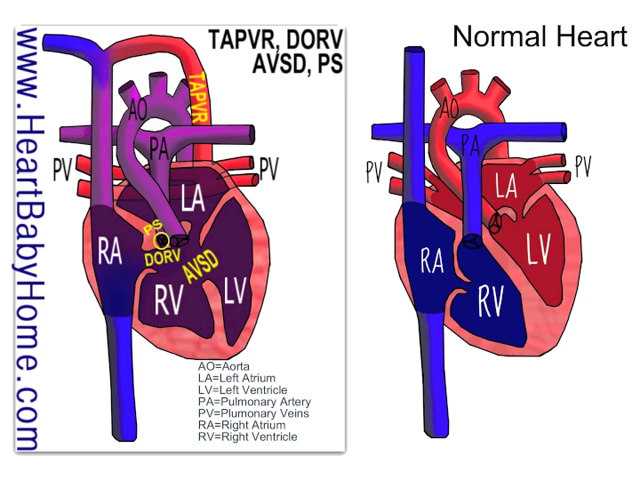 www.HeartBabyHome.com
TAPVR, DORV
AVSD, PS
TAPVR
AO
PA
PV
PV
LA
PS
DORV
AVSD
RA
RV
LV
AO=Aorta
LA=Left Atrium
LV=Left Ventricle
PA=Pulmonary Artery
PV=Plumonary Veins
RA=Right Atrium
RV=Right Ventricle
Normal Heart
AO
PA
PV
PV
LA
RA
LV
RV